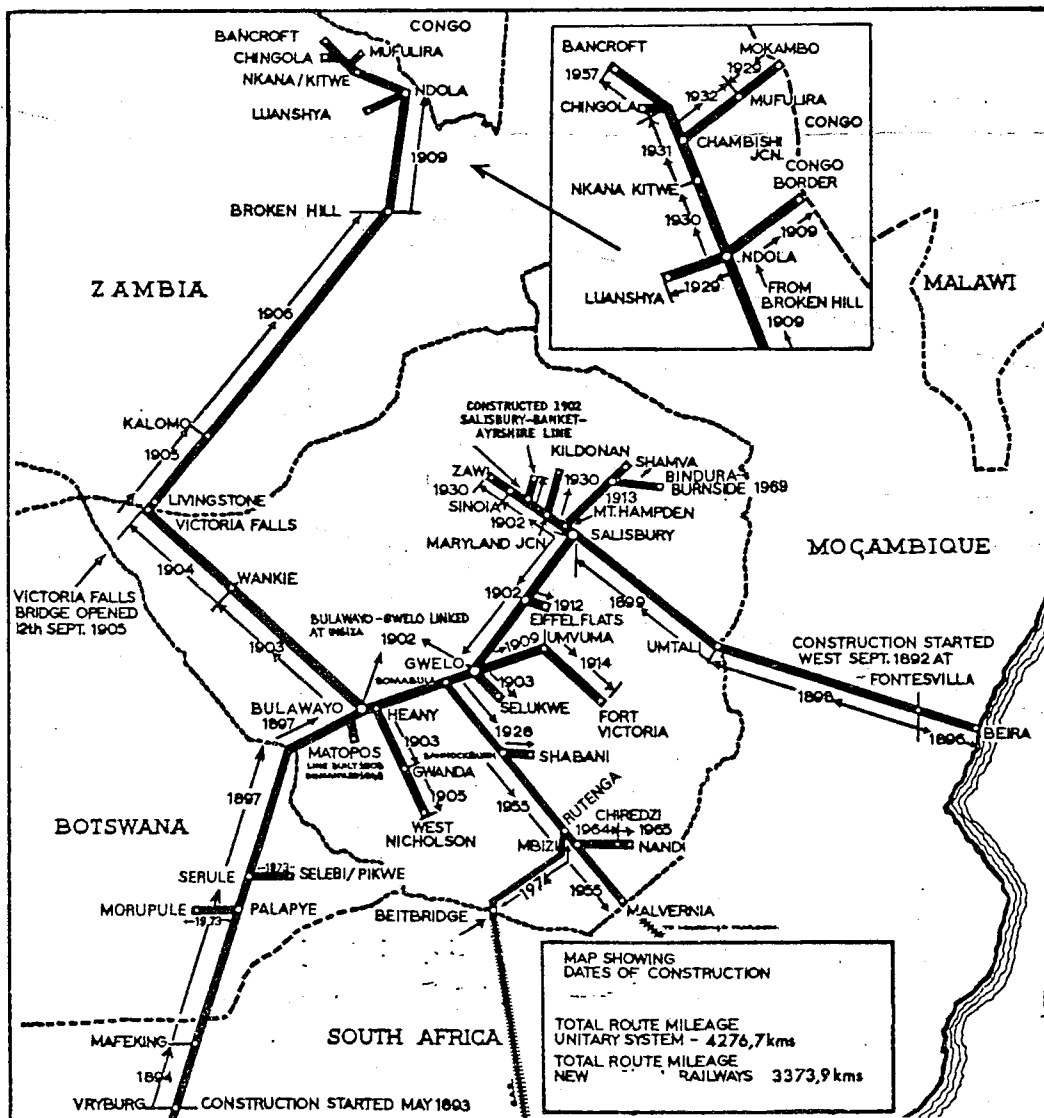 BANCROFT
CONGO
CHINGOLA
MUFULIRA
NKANA/KITWE
NDOLA
LUANSHYA
1909
BROKEN HILL
ZAMBIA
1906
KALOMO
1905
LIVINGSTONE
VICTORIA FALLS
BANCROFT
MOKAMBO
1957
1929
1932
CHINGOLA
MUFULIRA
CONGO
CHAMBISHI
JCN.
1931
CONGO
BORDER
NKANA KITWE
1930
1909
NDOLA
LUANSHYA
1929
FROM
BROKEN HILL
1909
MALAWI
CONSTRUCTED 1902
SALISBURY-BANKET-
AYRSHIRE LINE
KILDONAN
ZAWI
SHAMVA
1930
1930
BINDURA-
BURNSIDE 1969
SINOIA
1913
1902
MT. HAMPDEN
MARYLAND JCN.
SALISBURY
MOÇAMBIQUE
1904
WANKIE
VICTORIA FALLS
BRIDGE OPENED
12th SEPT. 1905
1903
1902
1912
EIFFEL FLATS
1899
BULAWAYO-GWELO LINKED
AT INSIZA
1902
1909
UMVUMA
UMTALI
CONSTRUCTION STARTED
WEST SEPT. 1892 AT
FONTESVILLA
GWELO
1914
SOMABULA
1903
SELUKWE
1898
BULAWAYO
HEANY
FORT
VICTORIA
1896
BEIRA
1897
MATOPOS
1903
1928
SHABANI
GWANDA
1897
1905
1955
RUTENGA
CHIREDZI
BOTSWANA
WEST
NICHOLSON
1964
1965
MBIZI
NANDI
1973
SERULE
SELEBI/PIKWE
1974
1955
MORUPULE
PALAPYE
1973
BEITBRIDGE
MALVERNIA
MAP SHOWING
DATES OF CONSTRUCTION
TOTAL ROUTE MILEAGE
UNITARY SYSTEM - 4276,7kms
TOTAL ROUTE MILEAGE
NEW RAILWAYS 3373,9kms
SOUTH AFRICA
MAFEKING
1894
VRYBURG
CONSTRUCTION STARTED MAY 1893